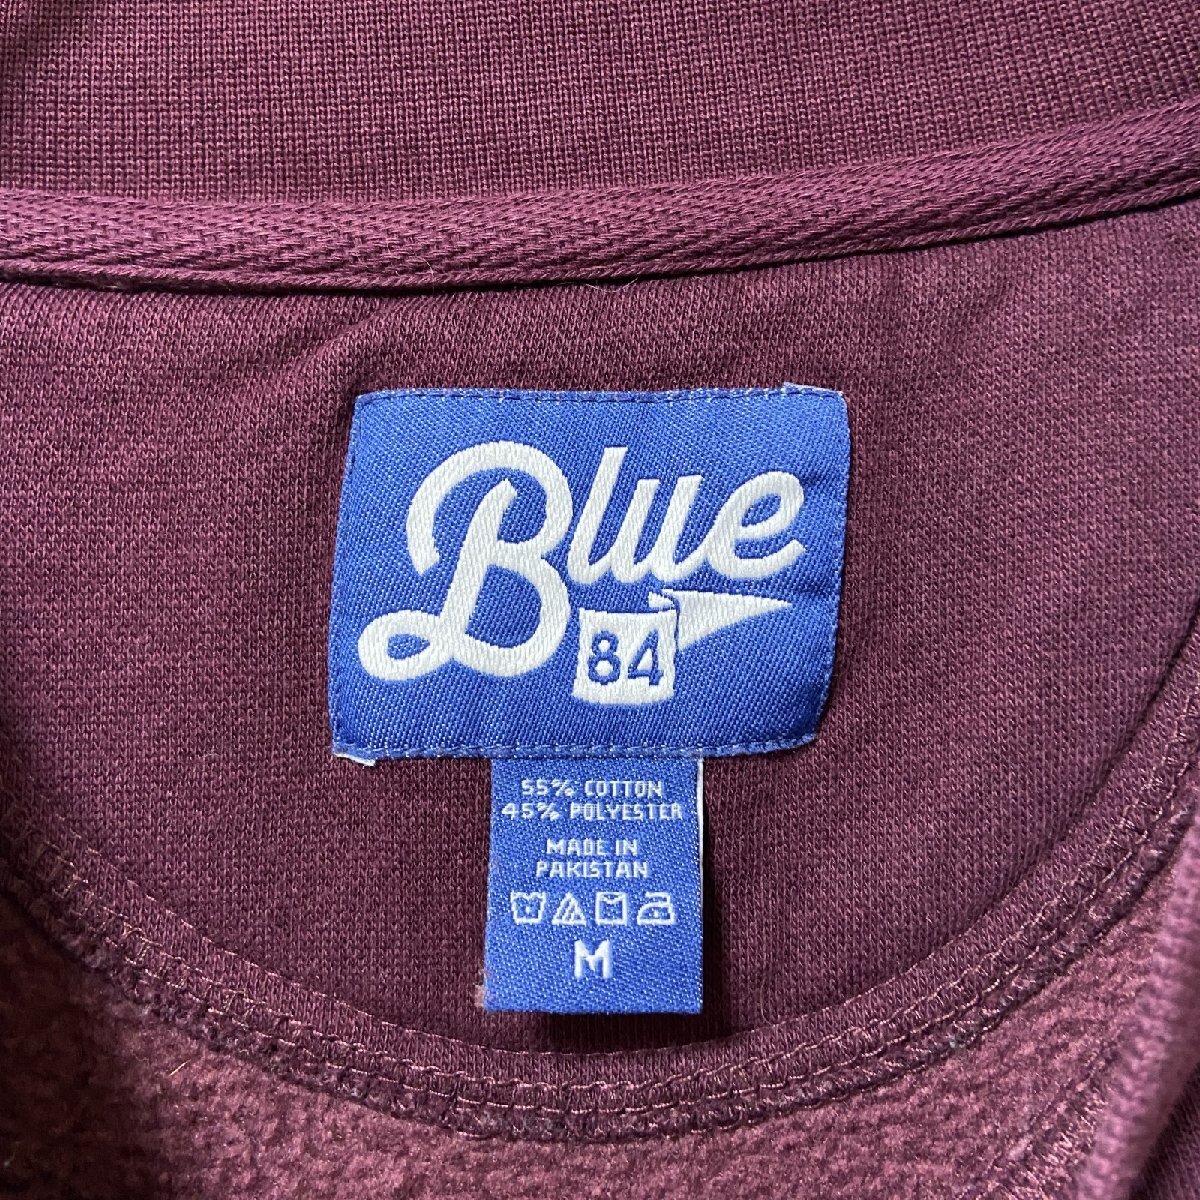 Blue
84
55% COTTON
45% POLYESTER
MADE IN
PAKISTAN
M